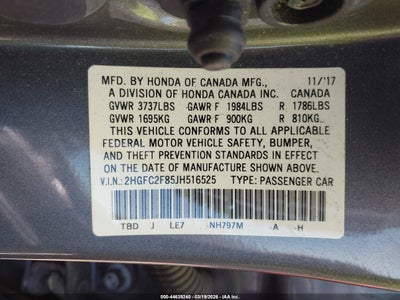 MFD. BY HONDA OF CANADA MFG., 11/'17
A DIVISION OF HONDA CANADA INC. CANADA
GVWR 3737LBS GAWR F 1984LBS R 1786LBS
GVWR 1695KG GAWR F 900KG R 810KG
THIS VEHICLE CONFORMS TO ALL APPLICABLE
FEDERAL MOTOR VEHICLE SAFETY, BUMPER,
AND THEFT PREVENTION STANDARDS IN EFFECT
ON THE DATE OF MANUFACTURE SHOWN ABOVE.
V.I.N.: 2HGFC2F85JH516525 TYPE: PASSENGER CAR
TBD J LE7 NH797M A H
000-44639240 - 03/19/2026 - IAA